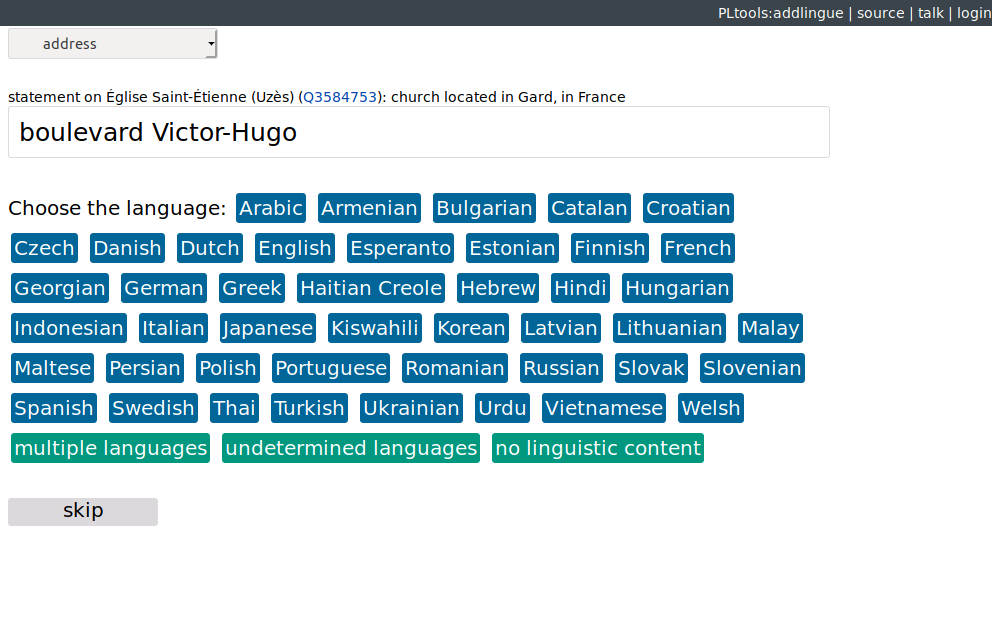 PLtools:addlingue | source | talk | login
address
statement on Église Saint-Étienne (Uzès) (Q3584753): church located in Gard, in France
boulevard Victor-Hugo
Choose the language: Arabic Armenian Bulgarian Catalan Croatian
Czech Danish Dutch English Esperanto Estonian Finnish French
Georgian German Greek Haitian Creole Hebrew Hindi Hungarian
Indonesian Italian Japanese Kiswahili Korean Latvian Lithuanian Malay
Maltese Persian Polish Portuguese Romanian Russian Slovak Slovenian
Spanish Swedish Thai Turkish Ukrainian Urdu Vietnamese Welsh
multiple languages undetermined languages no linguistic content
skip